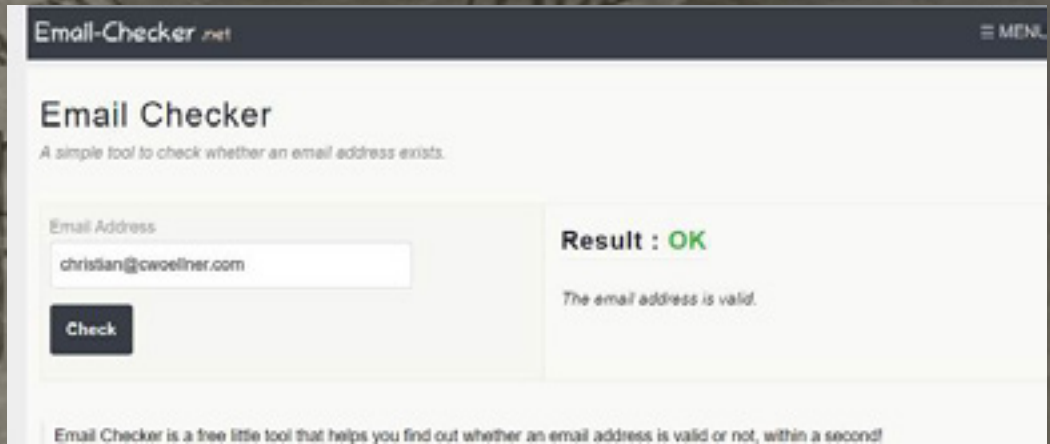 Email-Checker .net
☰ MENU
Email Checker
A simple tool to check whether an email address exists.
Email Address
christian@cwoellner.com
Check
Result : OK
The email address is valid.
Email Checker is a free little tool that helps you find out whether an email address is valid or not, within a second!